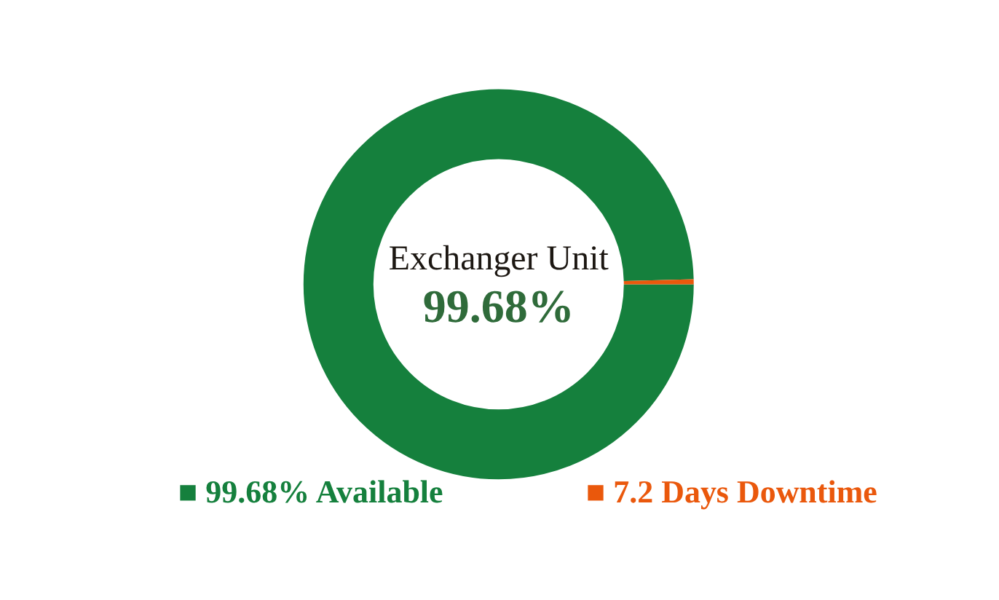 Exchanger Unit
99.68%
99.68% Available
7.2 Days Downtime